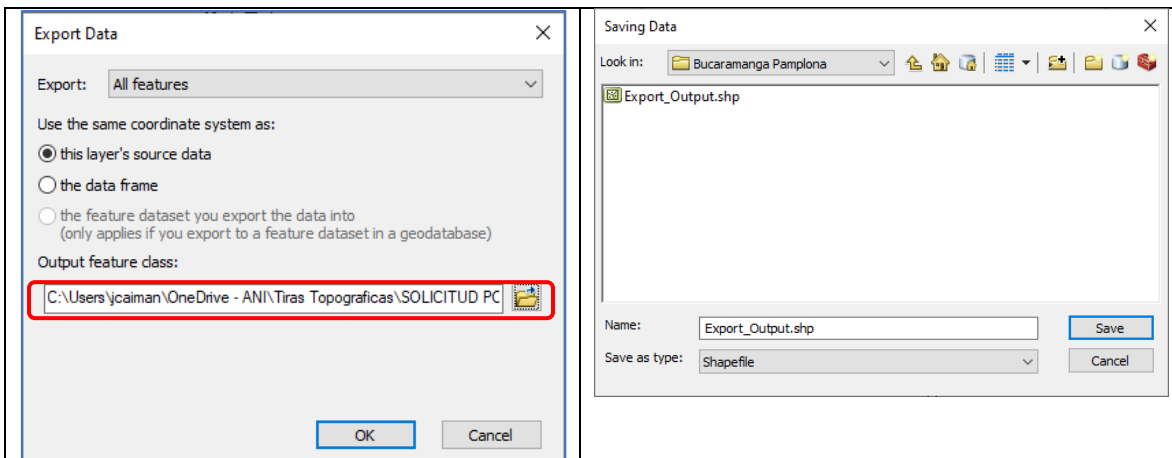 Export Data
Export: All features
Use the same coordinate system as:
this layer's source data
the data frame
the feature dataset you export the data into
(only applies if you export to a feature dataset in a geodatabase)
Output feature class:
C:\Users\jcaiman\OneDrive - ANI\Tiras Topograficas\SOLICITUD PC
OK Cancel
Saving Data
Look in: Bucaramanga Pamplona
Export_Output.shp
Name: Export_Output.shp Save
Save as type: Shapefile Cancel